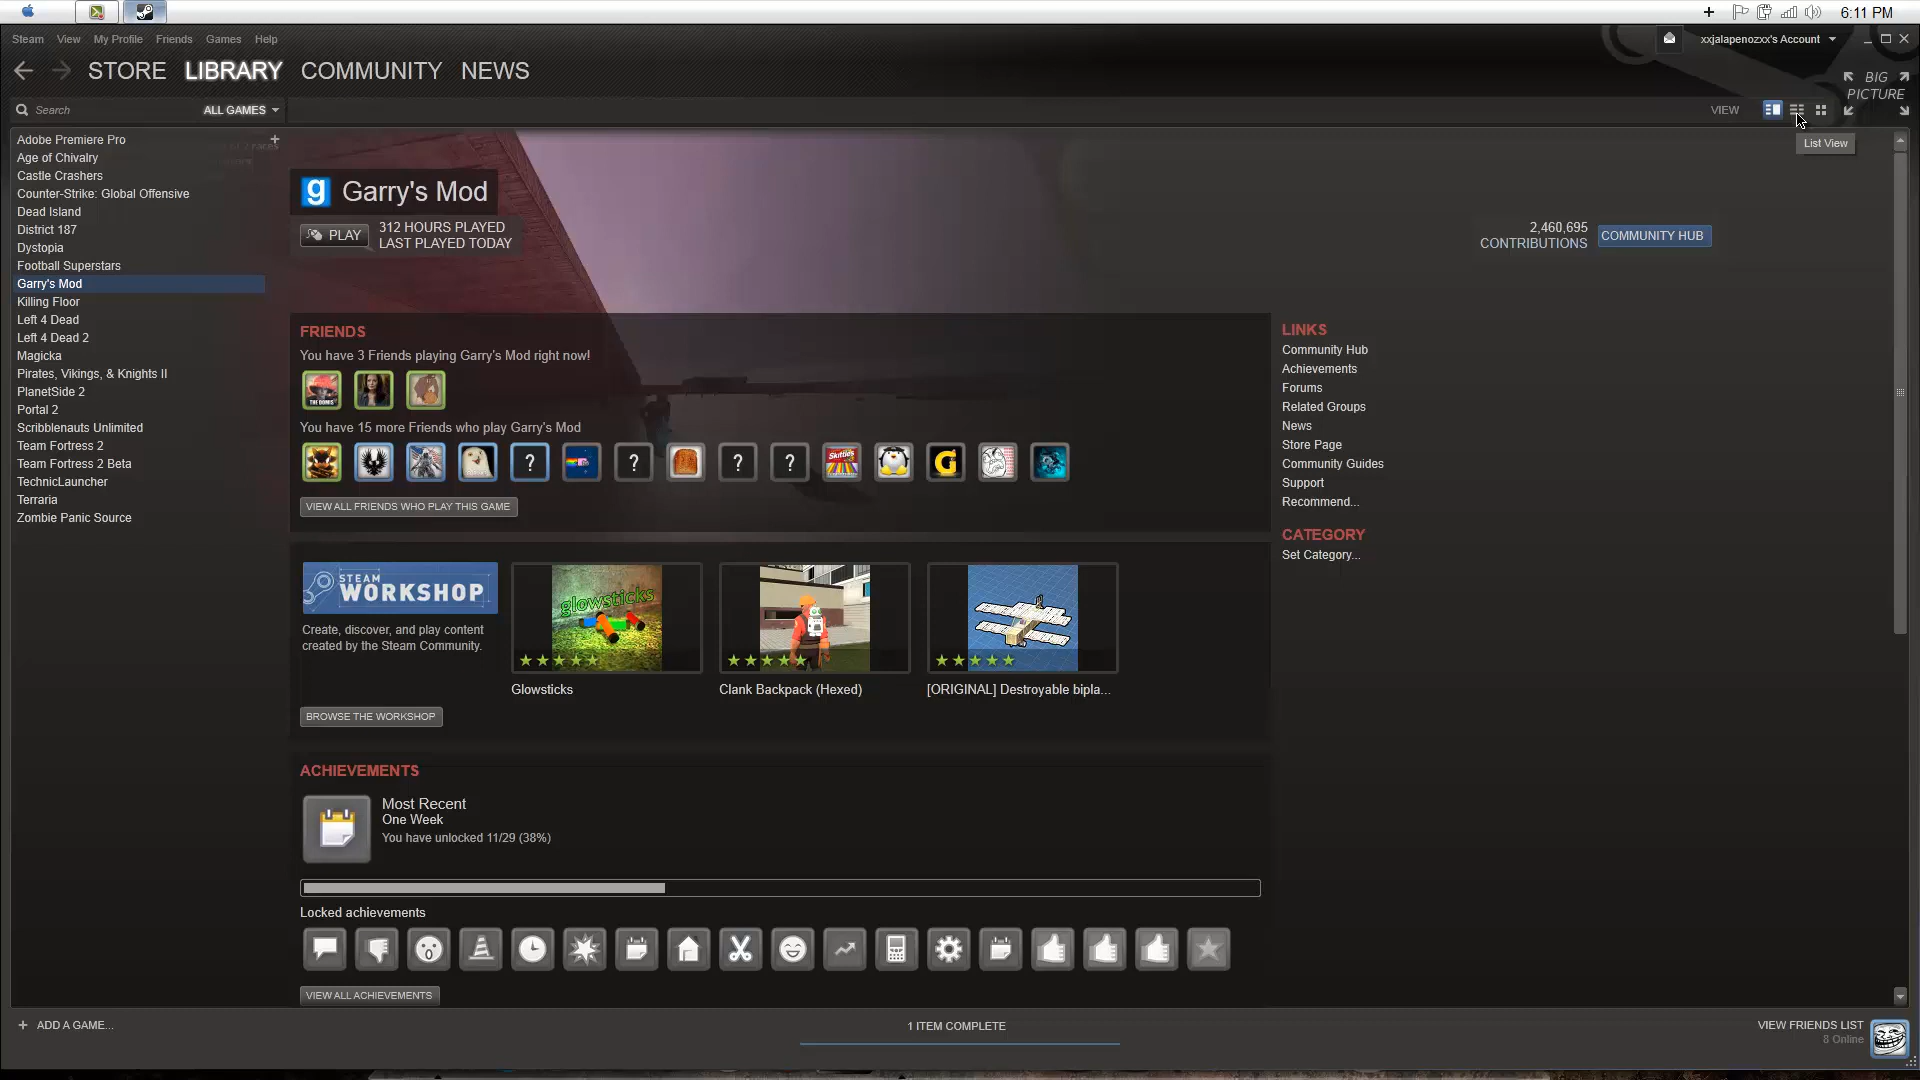 6:11 PM
Steam View My Profile Friends Games Help
xxjalapenozxx's Account
STORE LIBRARY COMMUNITY NEWS
BIG
PICTURE
Search ALL GAMES
VIEW
List View
Adobe Premiere Pro
Age of Chivalry
Castle Crashers
Counter-Strike: Global Offensive
Dead Island
District 187
Dystopia
Football Superstars
Garry's Mod
Killing Floor
Left 4 Dead
Left 4 Dead 2
Magicka
Pirates, Vikings, & Knights II
PlanetSide 2
Portal 2
Scribblenauts Unlimited
Team Fortress 2
Team Fortress 2 Beta
TechnicLauncher
Terraria
Zombie Panic Source
g Garry's Mod
PLAY
312 HOURS PLAYED
LAST PLAYED TODAY
2,460,695
CONTRIBUTIONS
COMMUNITY HUB
FRIENDS
You have 3 Friends playing Garry's Mod right now!
You have 15 more Friends who play Garry's Mod
? ? ? ? Skittles G
VIEW ALL FRIENDS WHO PLAY THIS GAME
LINKS
Community Hub
Achievements
Forums
Related Groups
News
Store Page
Community Guides
Support
Recommend...
CATEGORY
Set Category...
STEAM
WORKSHOP
Create, discover, and play content
created by the Steam Community.
BROWSE THE WORKSHOP
glowsticks
Glowsticks
Clank Backpack (Hexed)
[ORIGINAL] Destroyable bipla...
ACHIEVEMENTS
Most Recent
One Week
You have unlocked 11/29 (38%)
Locked achievements
VIEW ALL ACHIEVEMENTS
+ ADD A GAME...
1 ITEM COMPLETE
VIEW FRIENDS LIST
8 Online